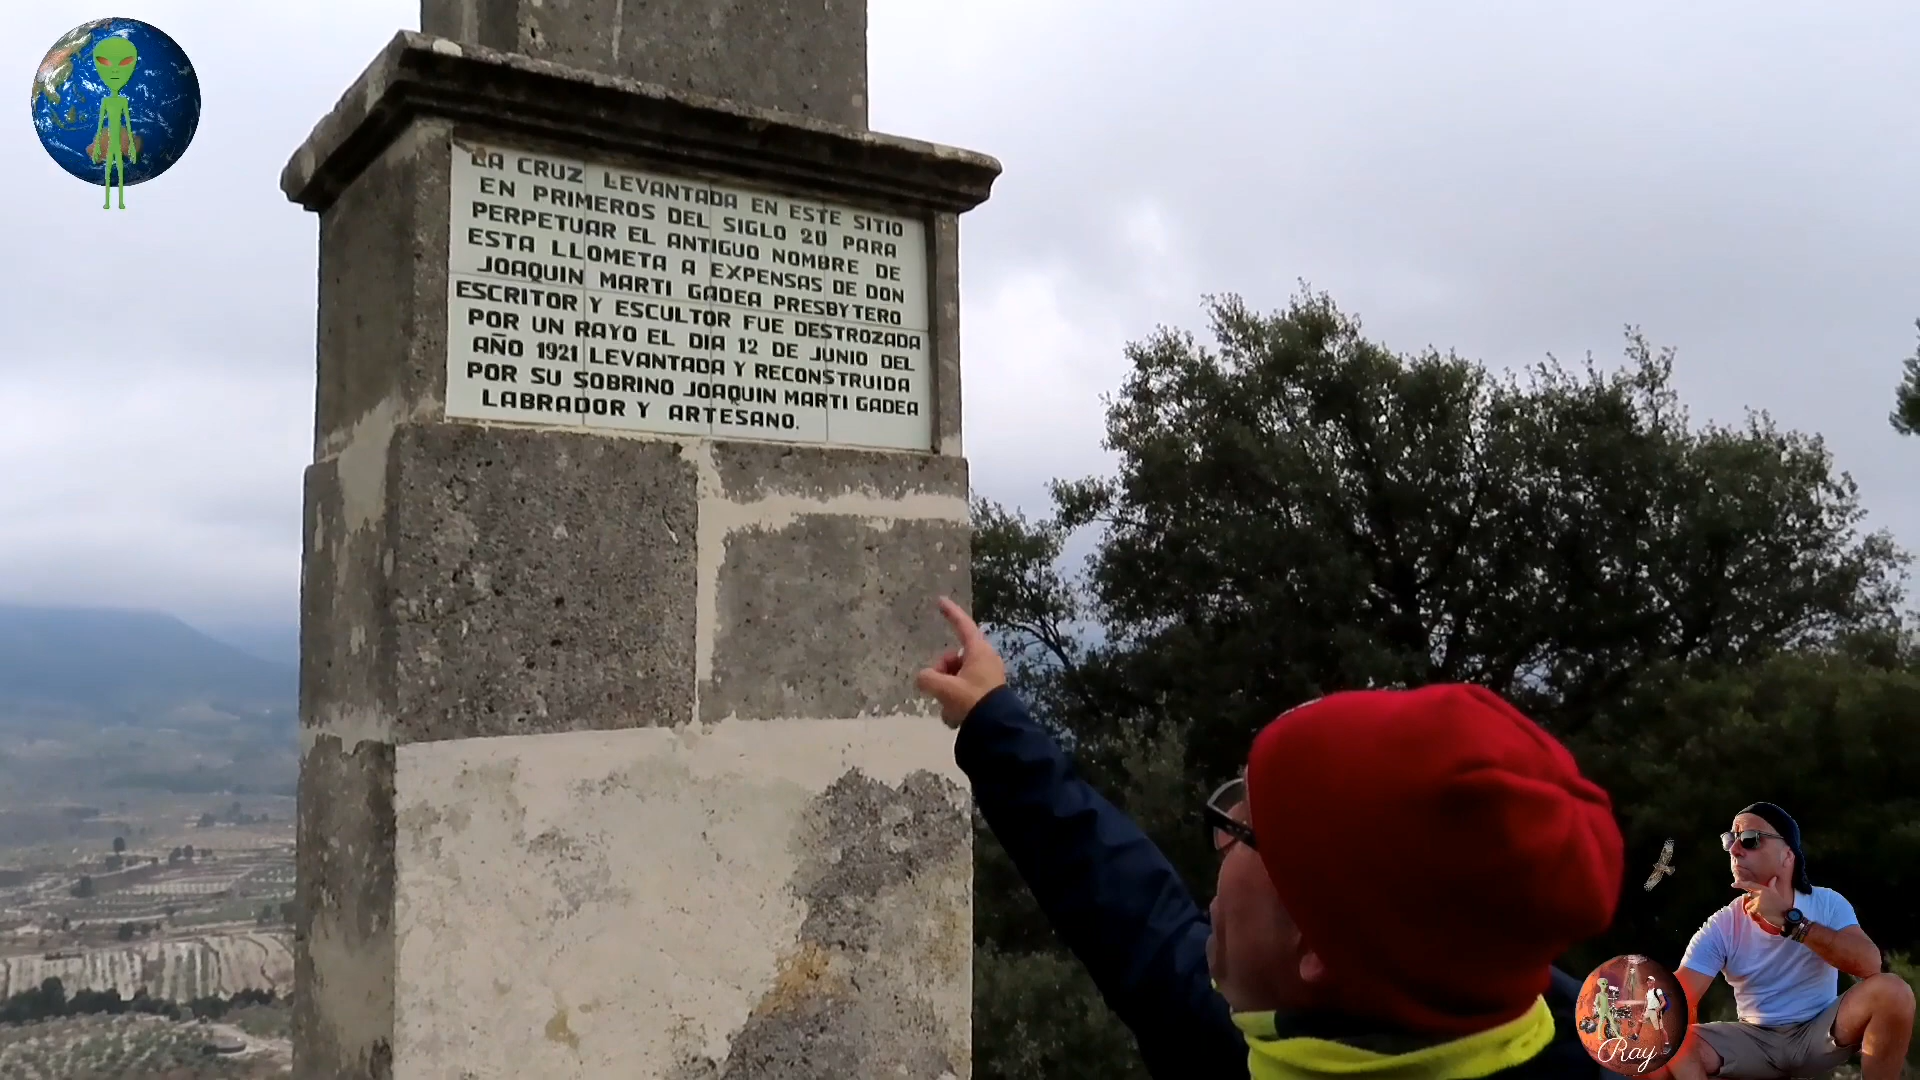 LA CRUZ LEVANTADA EN ESTE SITIO
EN PRIMEROS DEL SIGLO 20 PARA
PERPETUAR EL ANTIGUO NOMBRE DE
ESTA LLOMETA A EXPENSAS DE DON
JOAQUIN MARTI GADEA PRESBYTERO
ESCRITOR Y ESCULTOR FUE DESTROZADA
POR UN RAYO EL DIA 12 DE JUNIO DEL
AÑO 1921 LEVANTADA Y RECONSTRUIDA
POR SU SOBRINO JOAQUIN MARTI GADEA
LABRADOR Y ARTESANO.
Ray